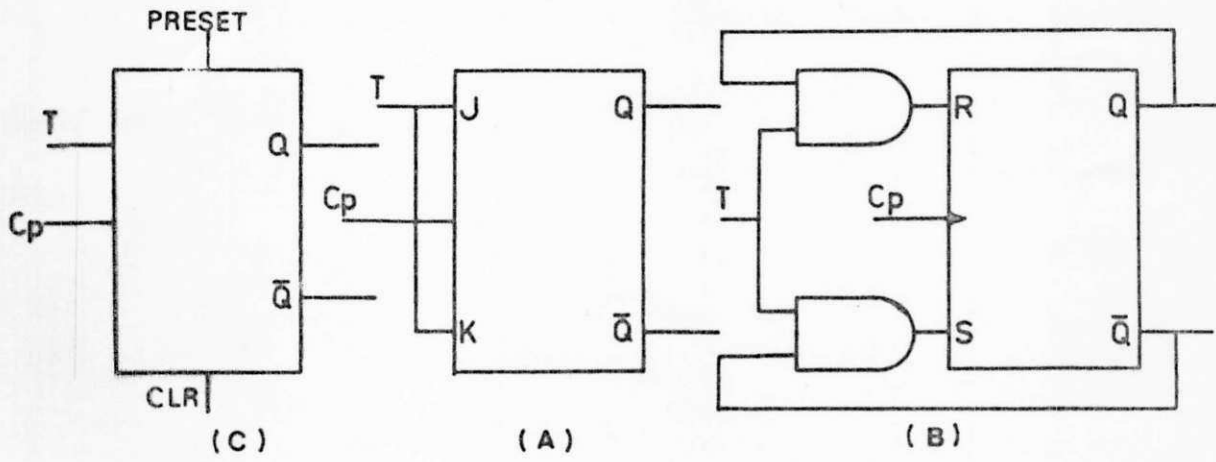 PRESET
T
Cp
Q
Q̄
CLR
(C)
T
Cp
J
K
Q
Q̄
(A)
T
Cp
R
S
Q
Q̄
(B)